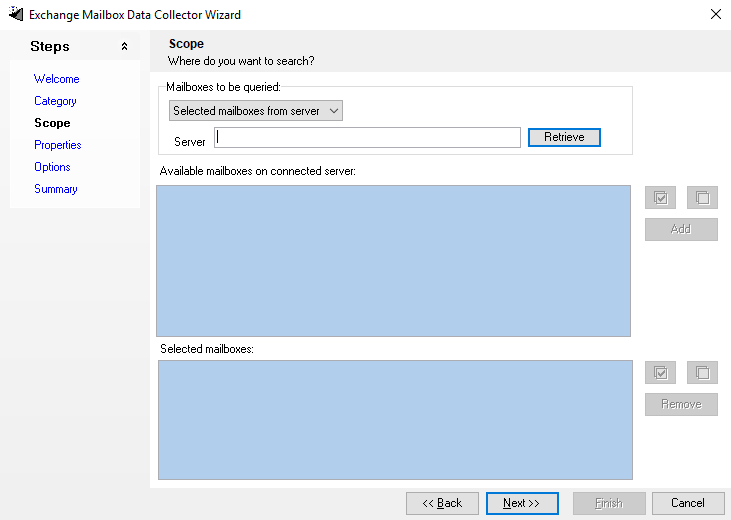 Exchange Mailbox Data Collector Wizard
Steps
Welcome
Category
Scope
Properties
Options
Summary
Scope
Where do you want to search?
Mailboxes to be queried:
Selected mailboxes from server
Server
Retrieve
Available mailboxes on connected server:
Add
Selected mailboxes:
Remove
<< Back
Next >>
Finish
Cancel